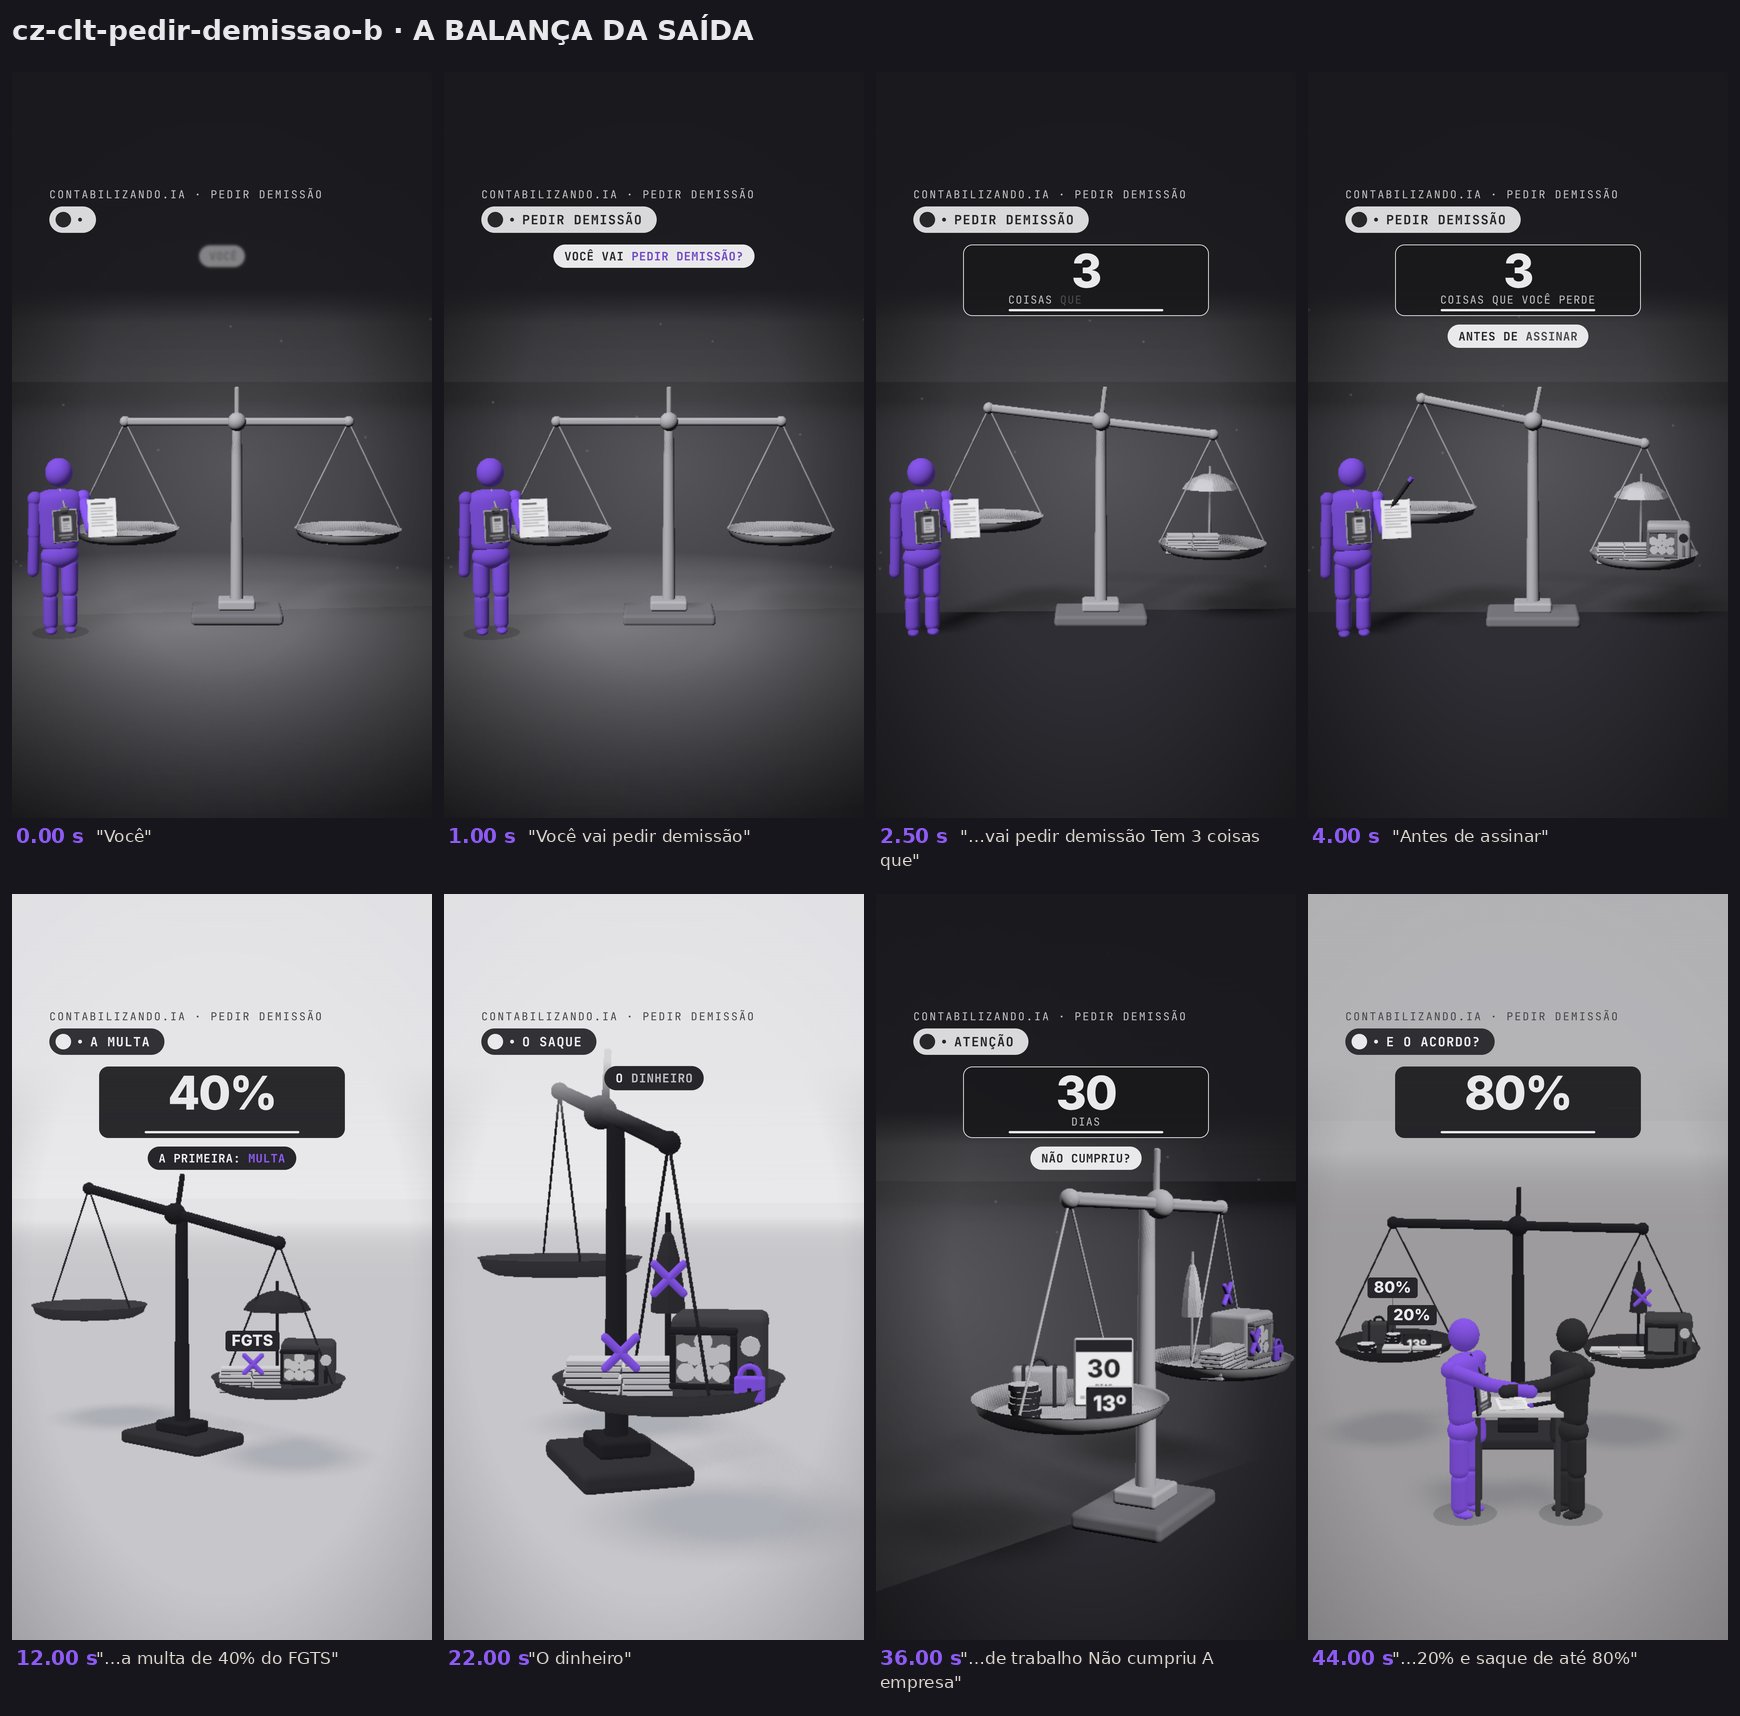 cz-clt-pedir-demissao-b · A BALANÇA DA SAÍDA
CONTABILIZANDO.IA · PEDIR DEMISSÃO
•
VOCÊ
0.00 s "Você"
CONTABILIZANDO.IA · PEDIR DEMISSÃO
• PEDIR DEMISSÃO
VOCÊ VAI PEDIR DEMISSÃO?
1.00 s "Você vai pedir demissão"
CONTABILIZANDO.IA · PEDIR DEMISSÃO
• PEDIR DEMISSÃO
3
COISAS QUE
2.50 s "...vai pedir demissão Tem 3 coisas
que"
CONTABILIZANDO.IA · PEDIR DEMISSÃO
• PEDIR DEMISSÃO
3
COISAS QUE VOCÊ PERDE
ANTES DE ASSINAR
4.00 s "Antes de assinar"
CONTABILIZANDO.IA · PEDIR DEMISSÃO
• A MULTA
40%
A PRIMEIRA: MULTA
FGTS
12.00 s "...a multa de 40% do FGTS"
CONTABILIZANDO.IA · PEDIR DEMISSÃO
• O SAQUE
O DINHEIRO
22.00 s "O dinheiro"
CONTABILIZANDO.IA · PEDIR DEMISSÃO
• ATENÇÃO
30
DIAS
NÃO CUMPRIU?
30
13º
36.00 s "...de trabalho Não cumpriu A
empresa"
CONTABILIZANDO.IA · PEDIR DEMISSÃO
• E O ACORDO?
80%
80%
20%
13º
44.00 s "...20% e saque de até 80%"